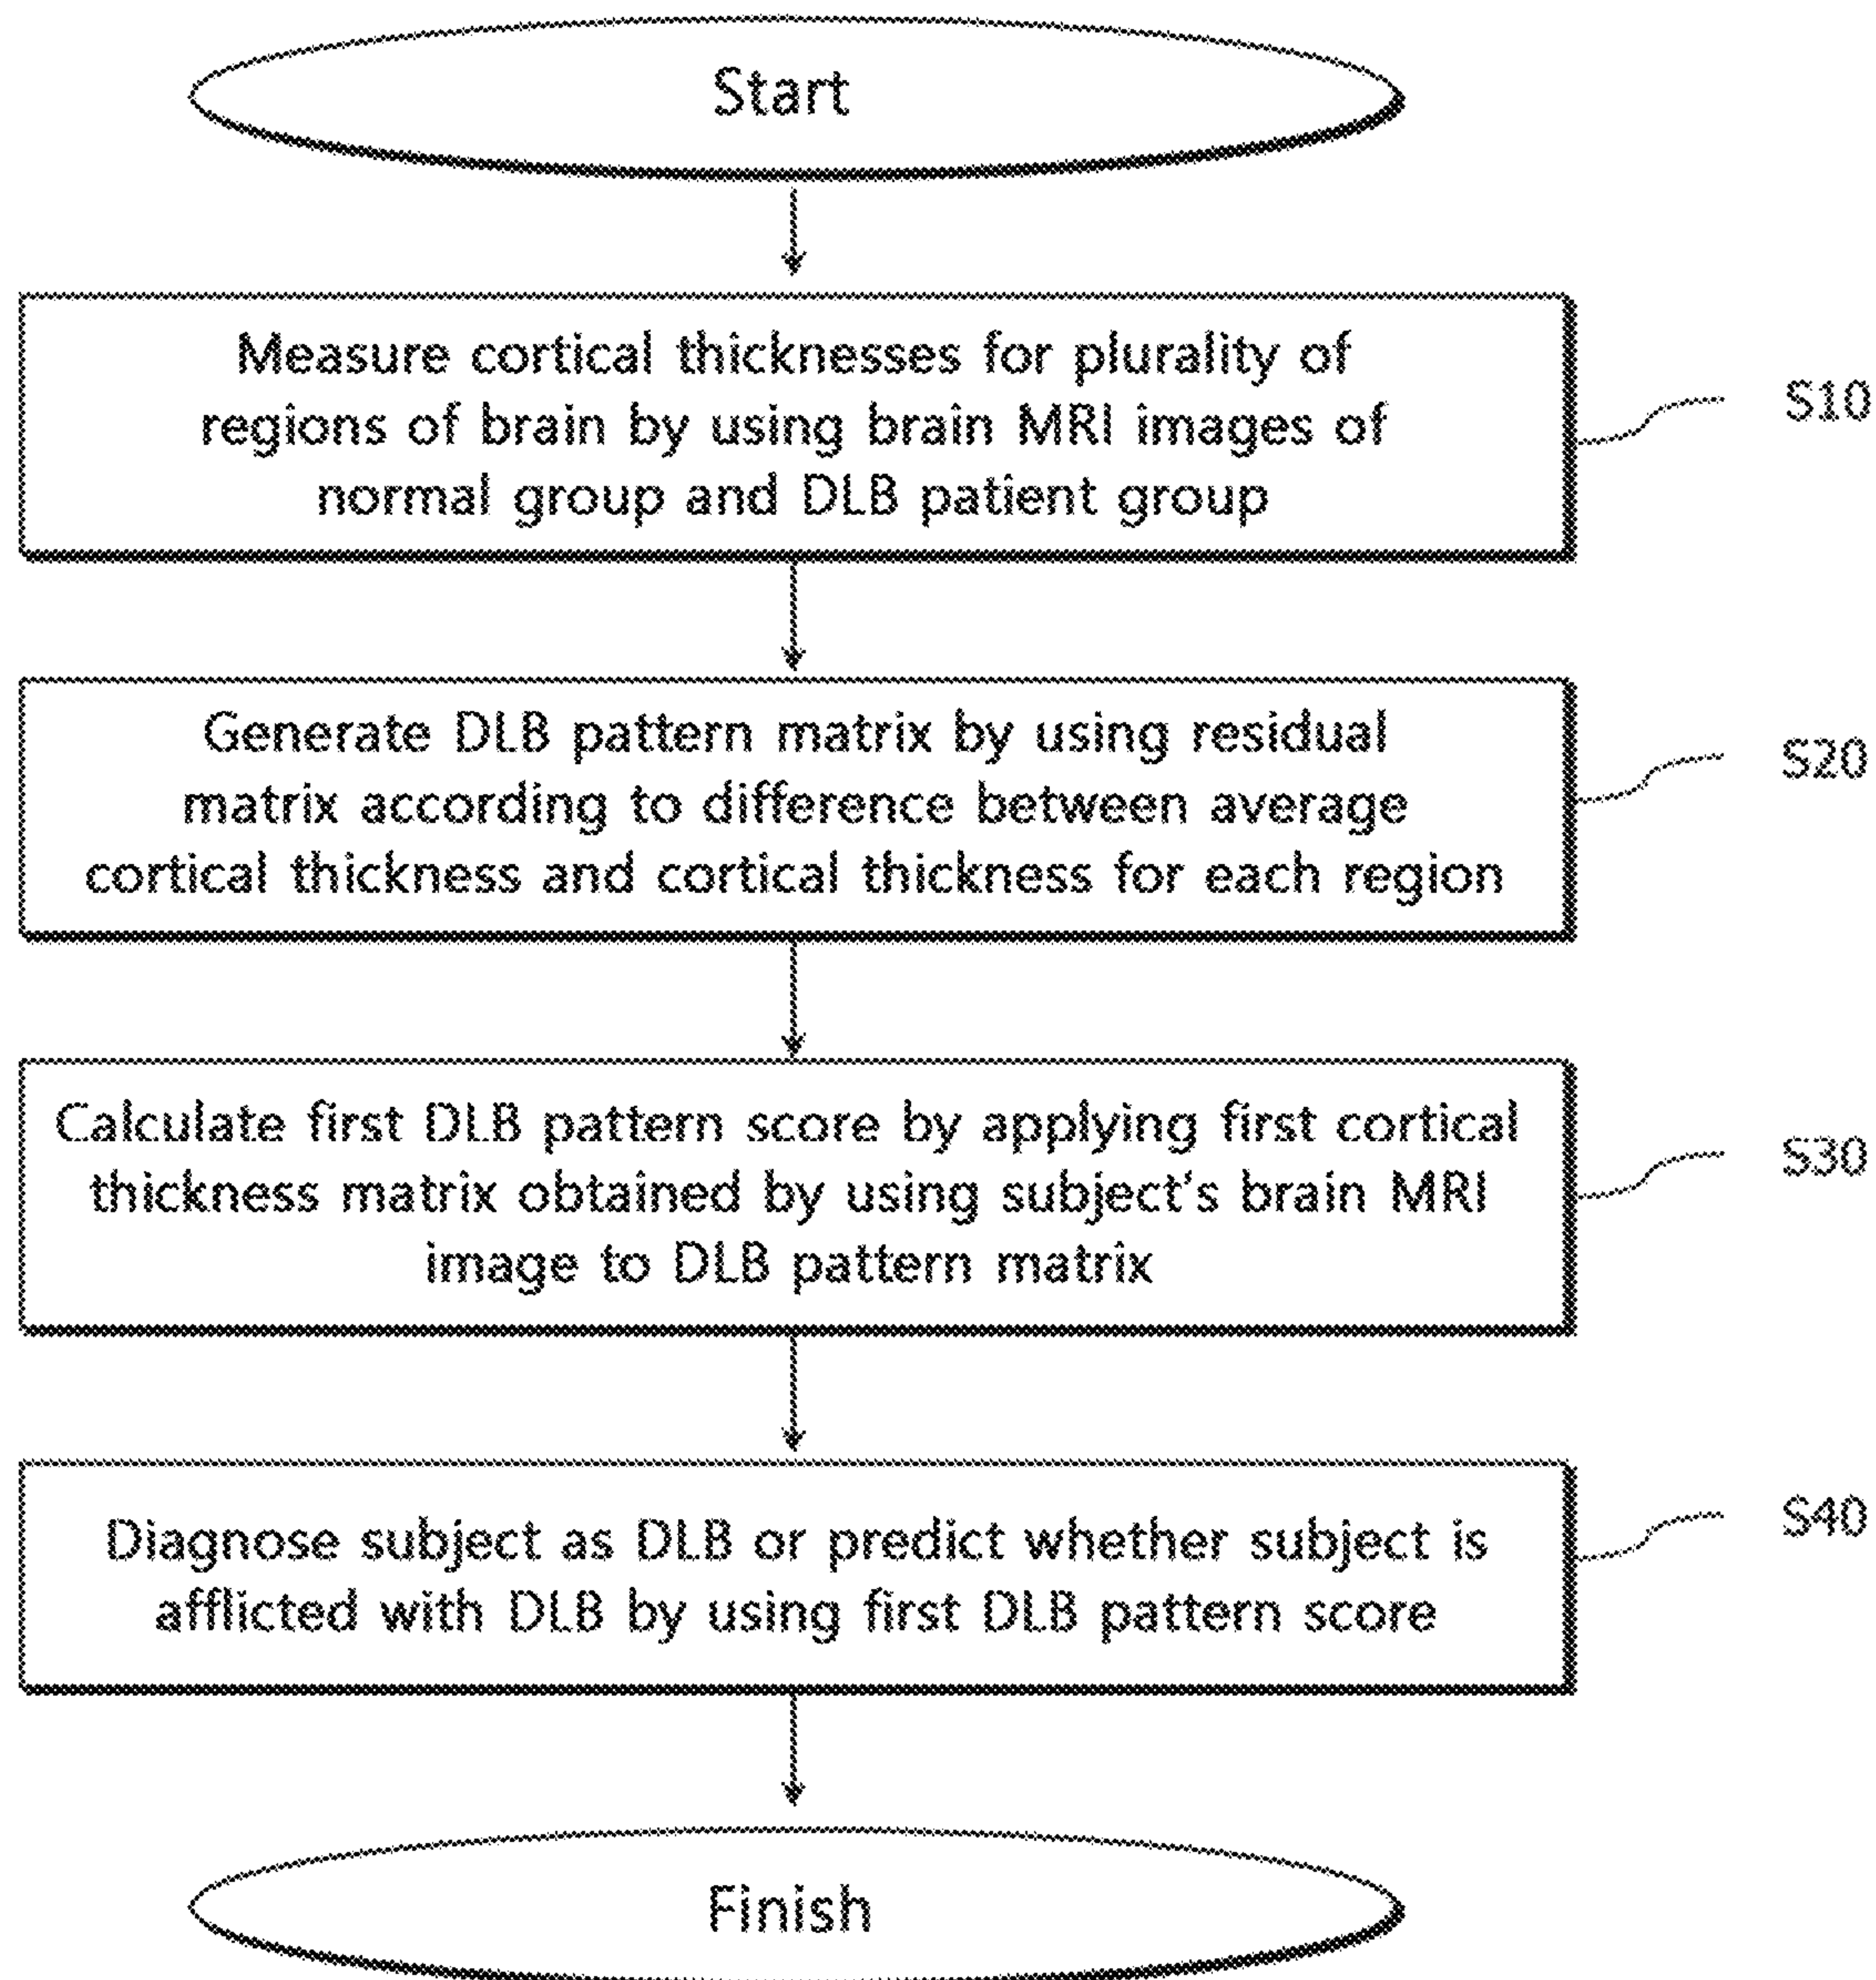 Start
Measure cortical thicknesses for plurality of
regions of brain by using brain MRI images of
normal group and DLB patient group
S10
Generate DLB pattern matrix by using residual
matrix according to difference between average
cortical thickness and cortical thickness for each region
S20
Calculate first DLB pattern score by applying first cortical
thickness matrix obtained by using subject's brain MRI
image to DLB pattern matrix
S30
Diagnose subject as DLB or predict whether subject is
afflicted with DLB by using first DLB pattern score
S40
Finish